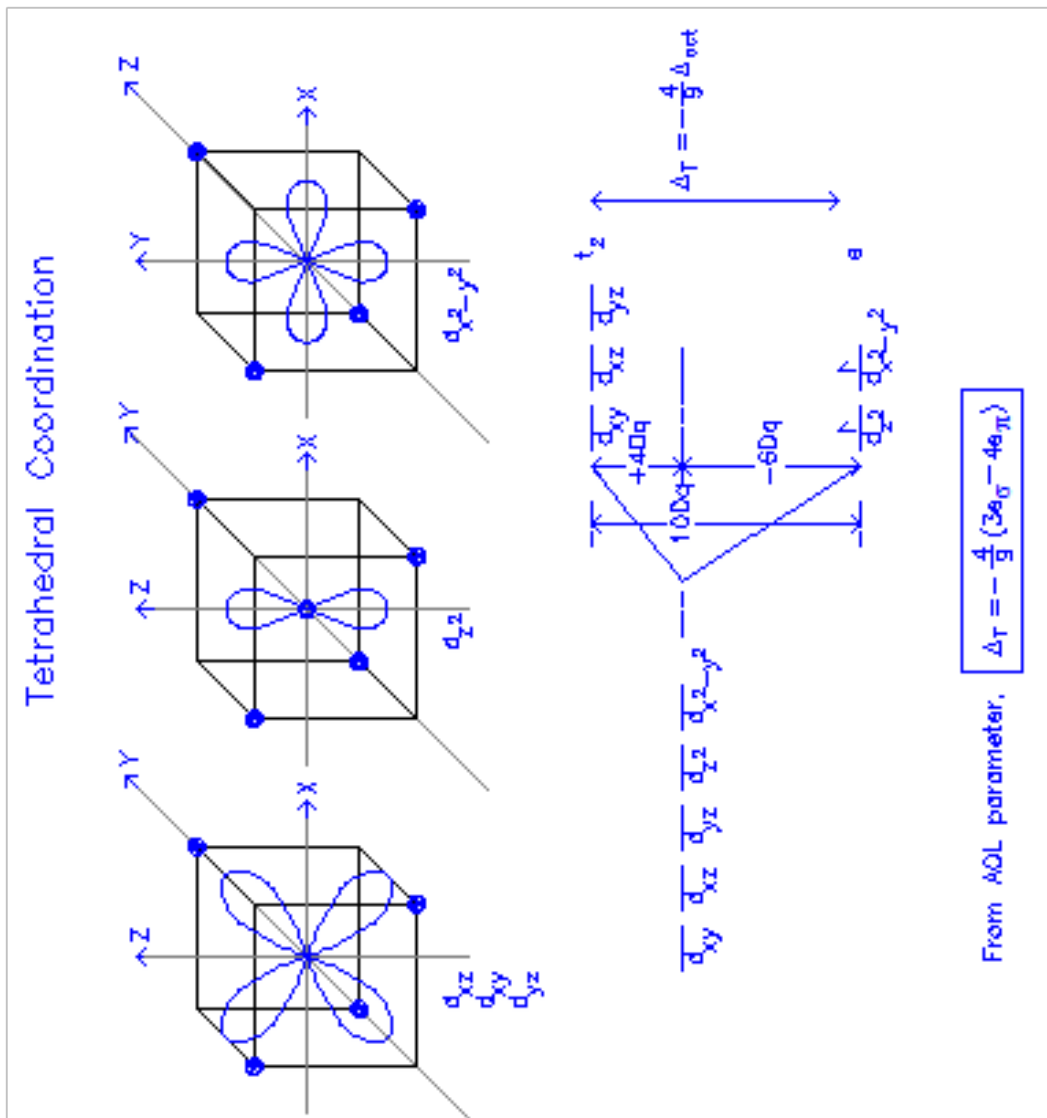 Tetrahedral Coordination
Z Y X
Z Y X
Y Z X
d_xz
d_xy
d_yz
d_z²
d_x²−y²
d_xy d_xz d_yz t₂
+4Dq
10Dq
−6Dq
Δ_T = −4/9 Δ_oct
d_xy d_xz d_yz d_z² d_x²−y²
d_z² d_x²−y² e
From AOL parameter, Δ_T = −4/9 (3e_σ − 4e_π)